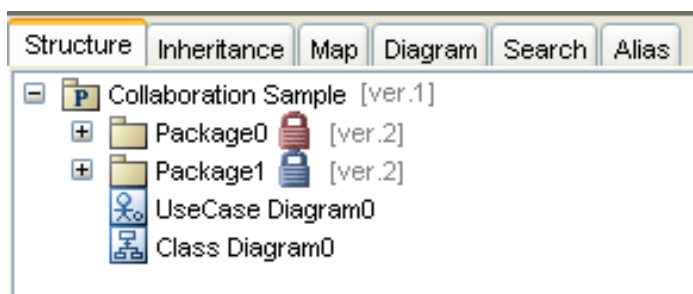 Structure Inheritance Map Diagram Search Alias
Collaboration Sample [ver.1]
Package0 [ver.2]
Package1 [ver.2]
UseCase Diagram0
Class Diagram0